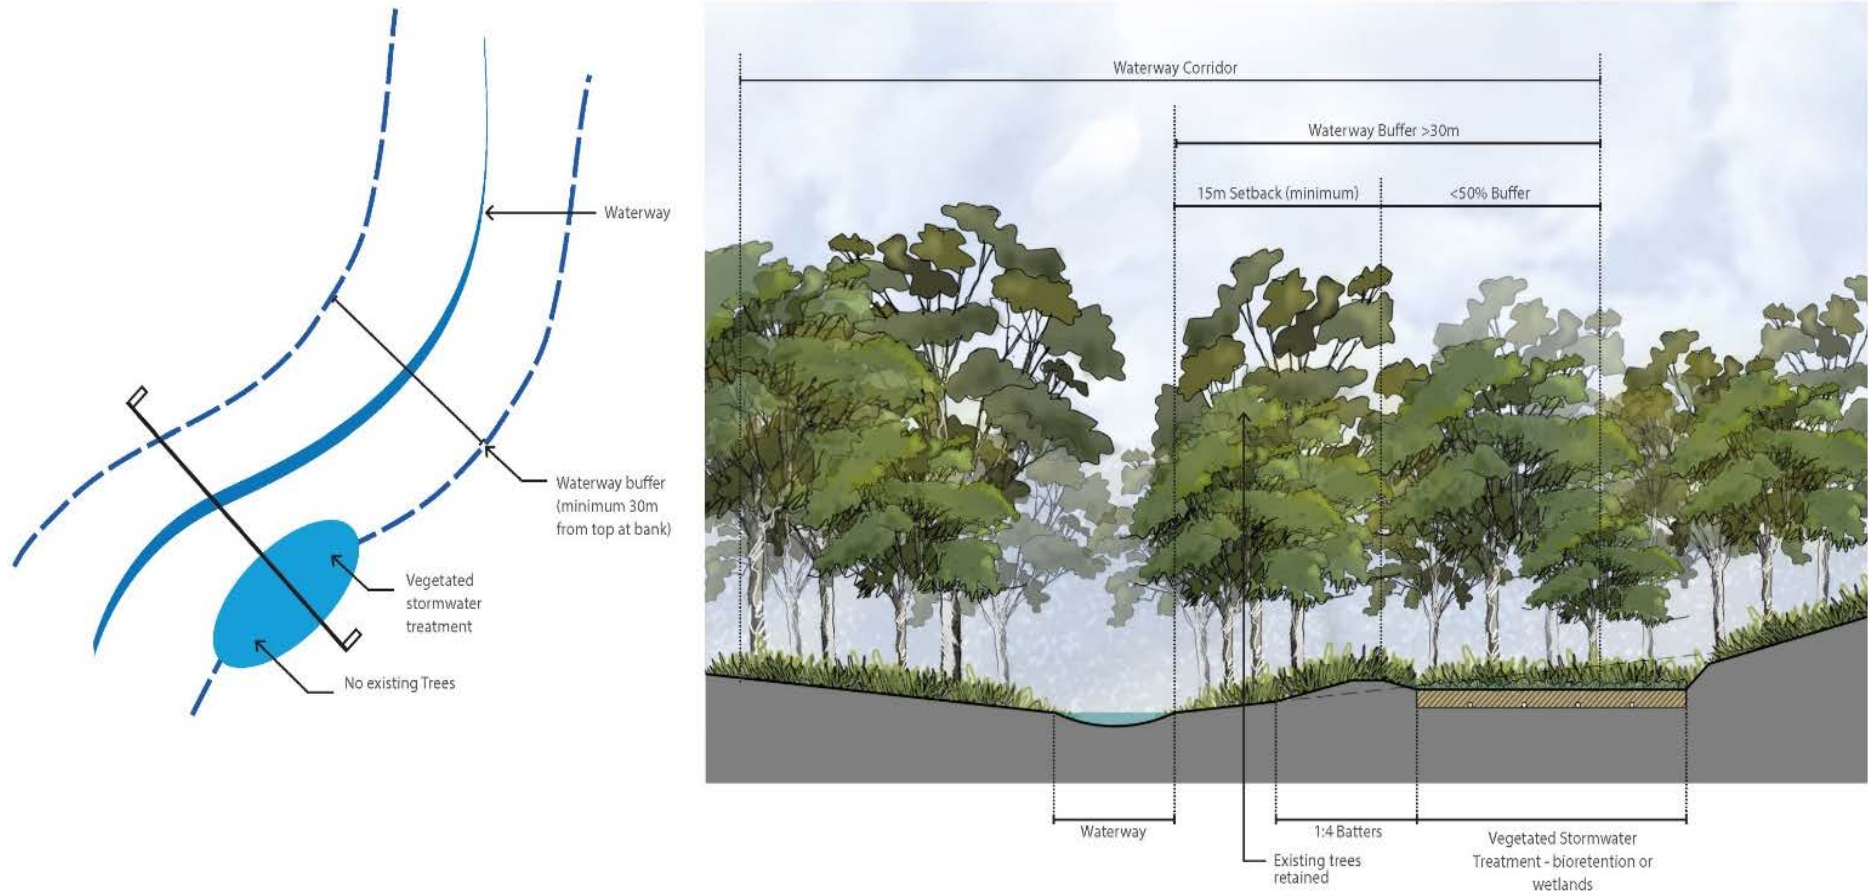 Waterway
Waterway buffer
(minimum 30m
from top at bank)
Vegetated
stormwater
treatment
No existing Trees
Waterway Corridor
Waterway Buffer >30m
15m Setback (minimum)
<50% Buffer
Waterway
1:4 Batters
Existing trees
retained
Vegetated Stormwater
Treatment - bioretention or
wetlands